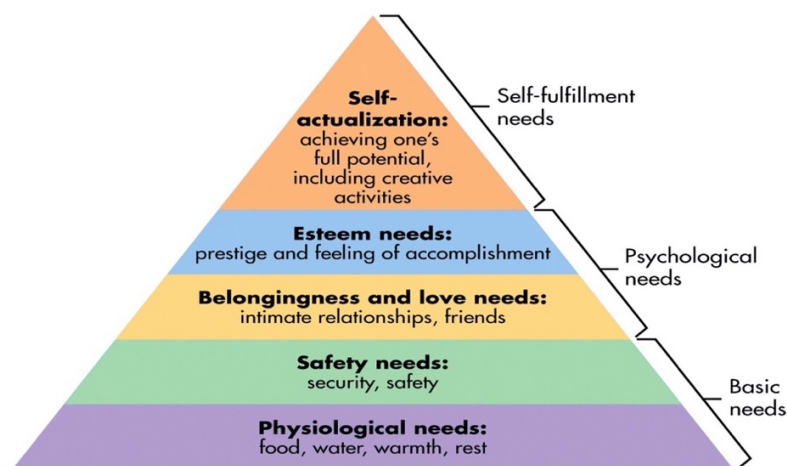 Self-
actualization:
achieving one's
full potential,
including creative
activities
Self-fulfillment
needs
Esteem needs:
prestige and feeling of accomplishment
Belongingness and love needs:
intimate relationships, friends
Psychological
needs
Safety needs:
security, safety
Physiological needs:
food, water, warmth, rest
Basic
needs